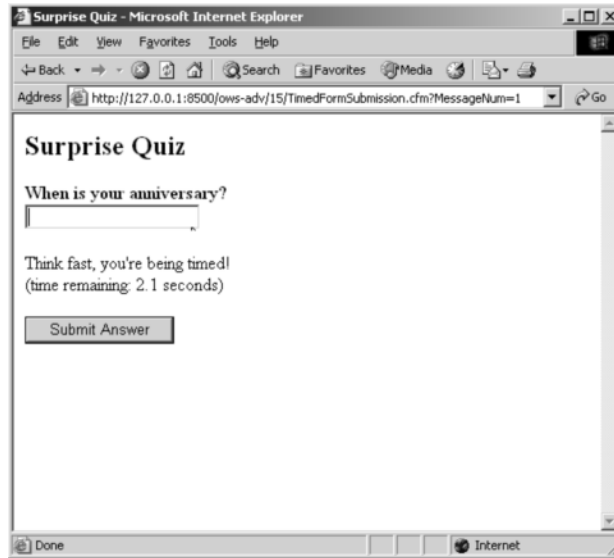 Surprise Quiz - Microsoft Internet Explorer
File Edit View Favorites Tools Help
Back Search Favorites Media
Address http://127.0.0.1:8500/ows-adv/15/TimedFormSubmission.cfm?MessageNum=1 Go
Surprise Quiz
When is your anniversary?
Think fast, you're being timed!
(time remaining: 2.1 seconds)
Submit Answer
Done Internet